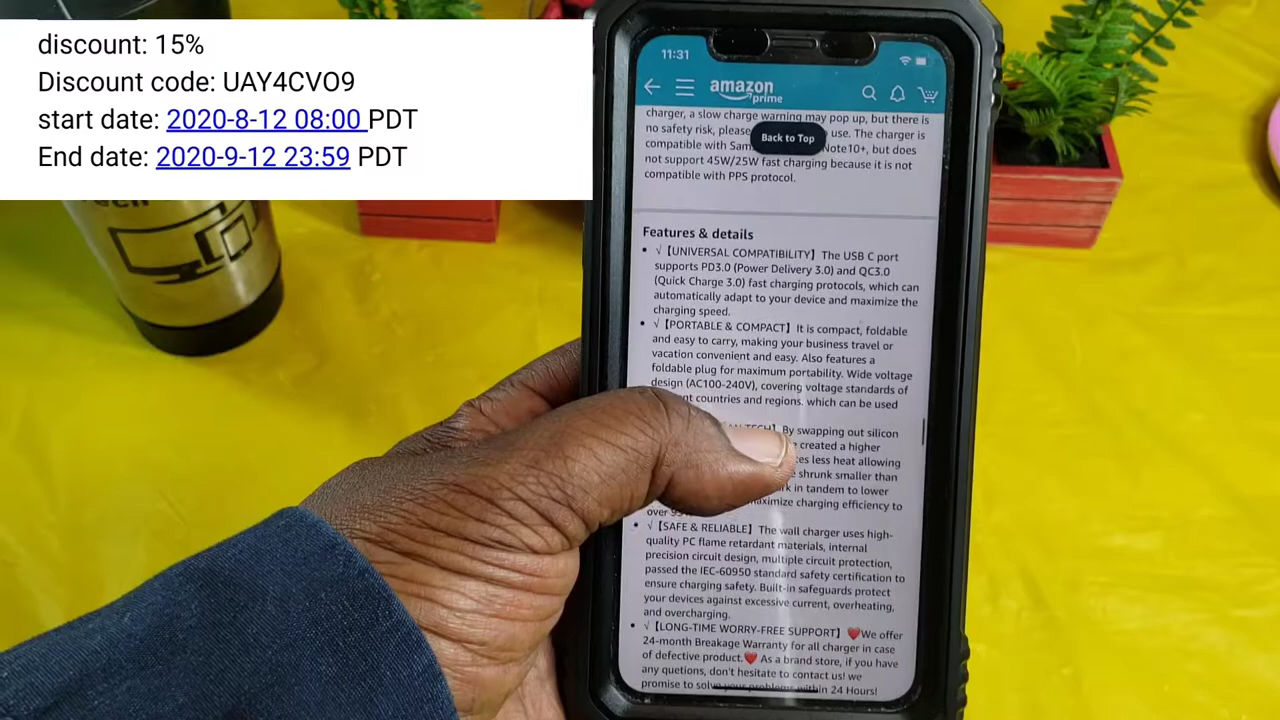 discount: 15%
Discount code: UAY4CVO9
start date: 2020-8-12 08:00 PDT
End date: 2020-9-12 23:59 PDT
11:31
amazon
prime
charger, a slow charge warning may pop up, but there is
no safety risk, please use. The charger is
Back to Top
compatible with Sam Note10+, but does
not support 45W/25W fast charging because it is not
compatible with PPS protocol.
Features & details
• √【UNIVERSAL COMPATIBILITY】The USB C port
supports PD3.0 (Power Delivery 3.0) and QC3.0
(Quick Charge 3.0) fast charging protocols, which can
automatically adapt to your device and maximize the
charging speed.
• √【PORTABLE & COMPACT】It is compact, foldable
and easy to carry, making your business travel or
vacation convenient and easy. Also features a
foldable plug for maximum portability. Wide voltage
design (AC100-240V), covering voltage standards of
countries and regions. which can be used
TECH】By swapping out silicon
created a higher
less heat allowing
shrunk smaller than
in tandem to lower
maximize charging efficiency to
over
• √【SAFE & RELIABLE】The wall charger uses high-
quality PC flame retardant materials, internal
precision circuit design, multiple circuit protection,
passed the IEC-60950 standard safety certification to
ensure charging safety. Built-in safeguards protect
your devices against excessive current, overheating,
and overcharging.
• √【LONG-TIME WORRY-FREE SUPPORT】❤️We offer
24-month Breakage Warranty for all charger in case
of defective product.❤️ As a brand store, if you have
any quetions, don't hesitate to contact us! we
promise to solve your problems within 24 Hours!